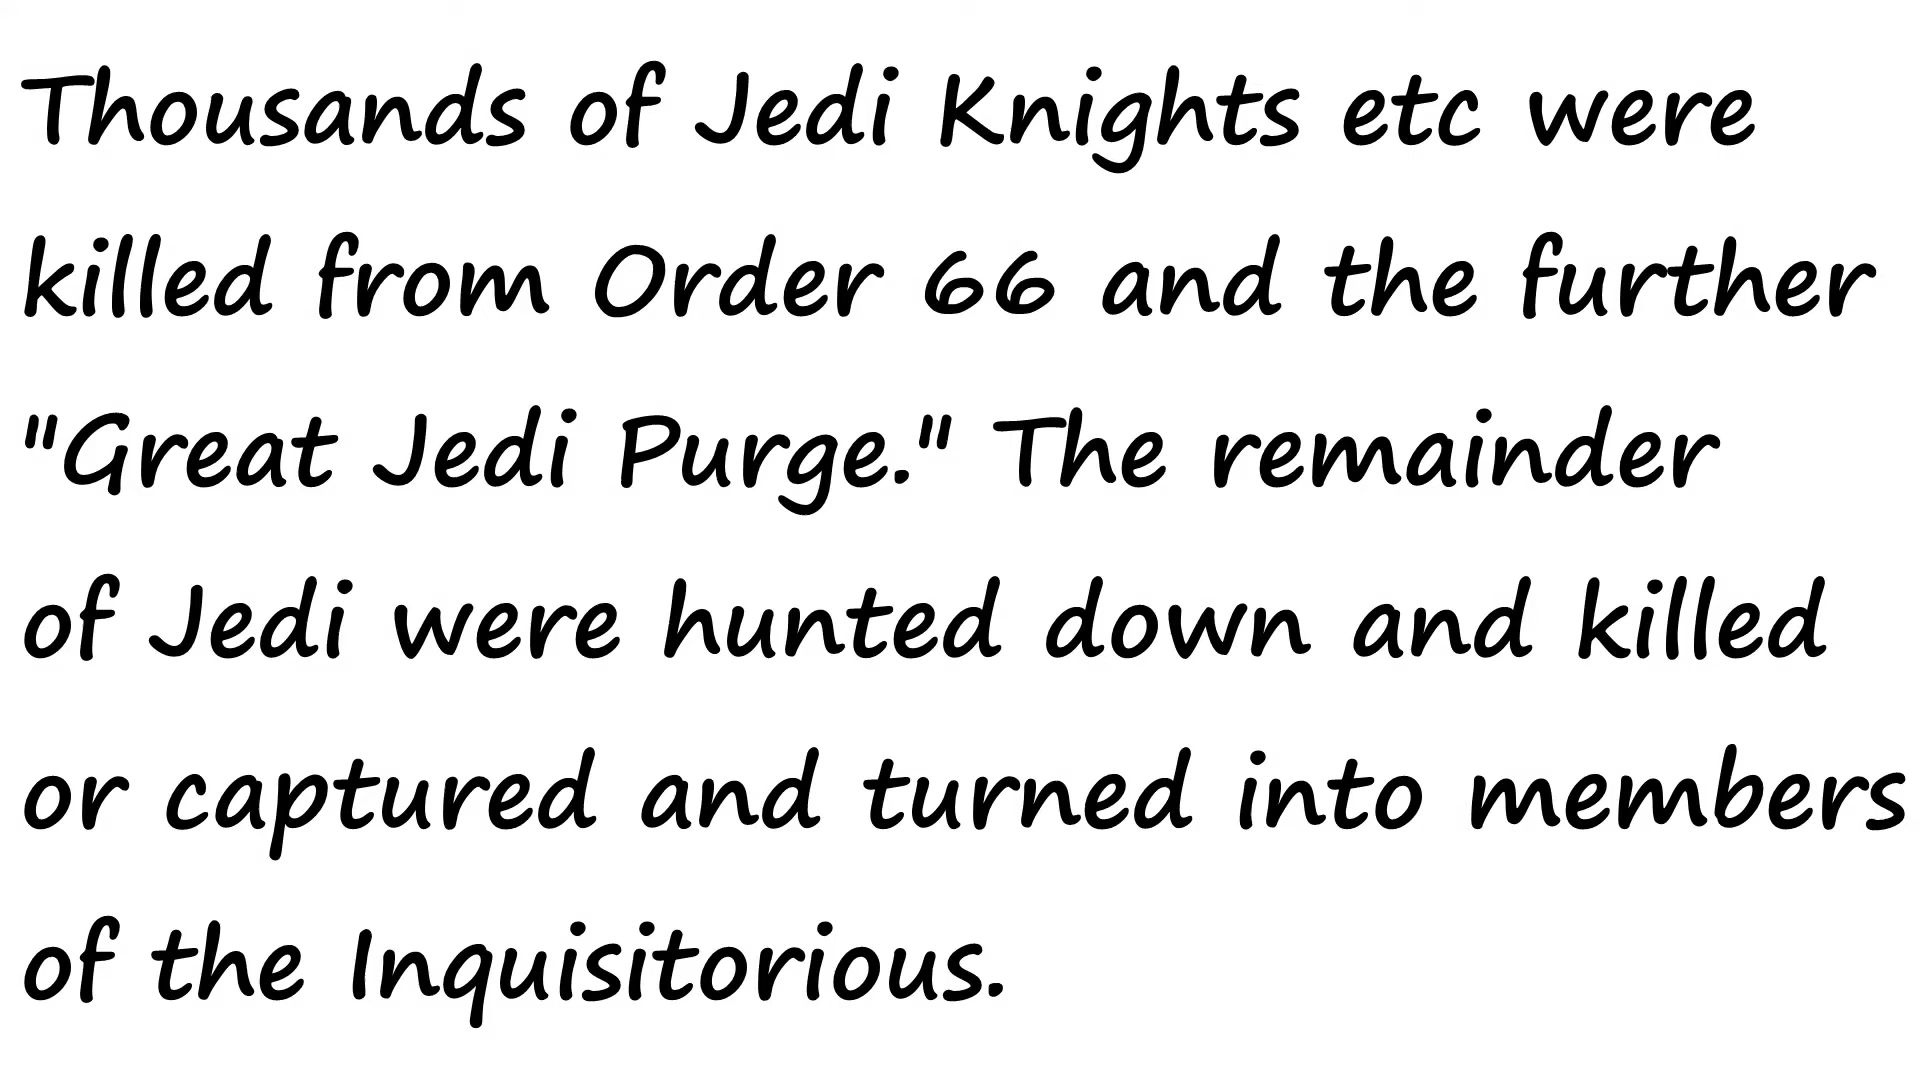 Thousands of Jedi Knights etc were
killed from Order 66 and the further
"Great Jedi Purge." The remainder
of Jedi were hunted down and killed
or captured and turned into members
of the Inquisitorious.